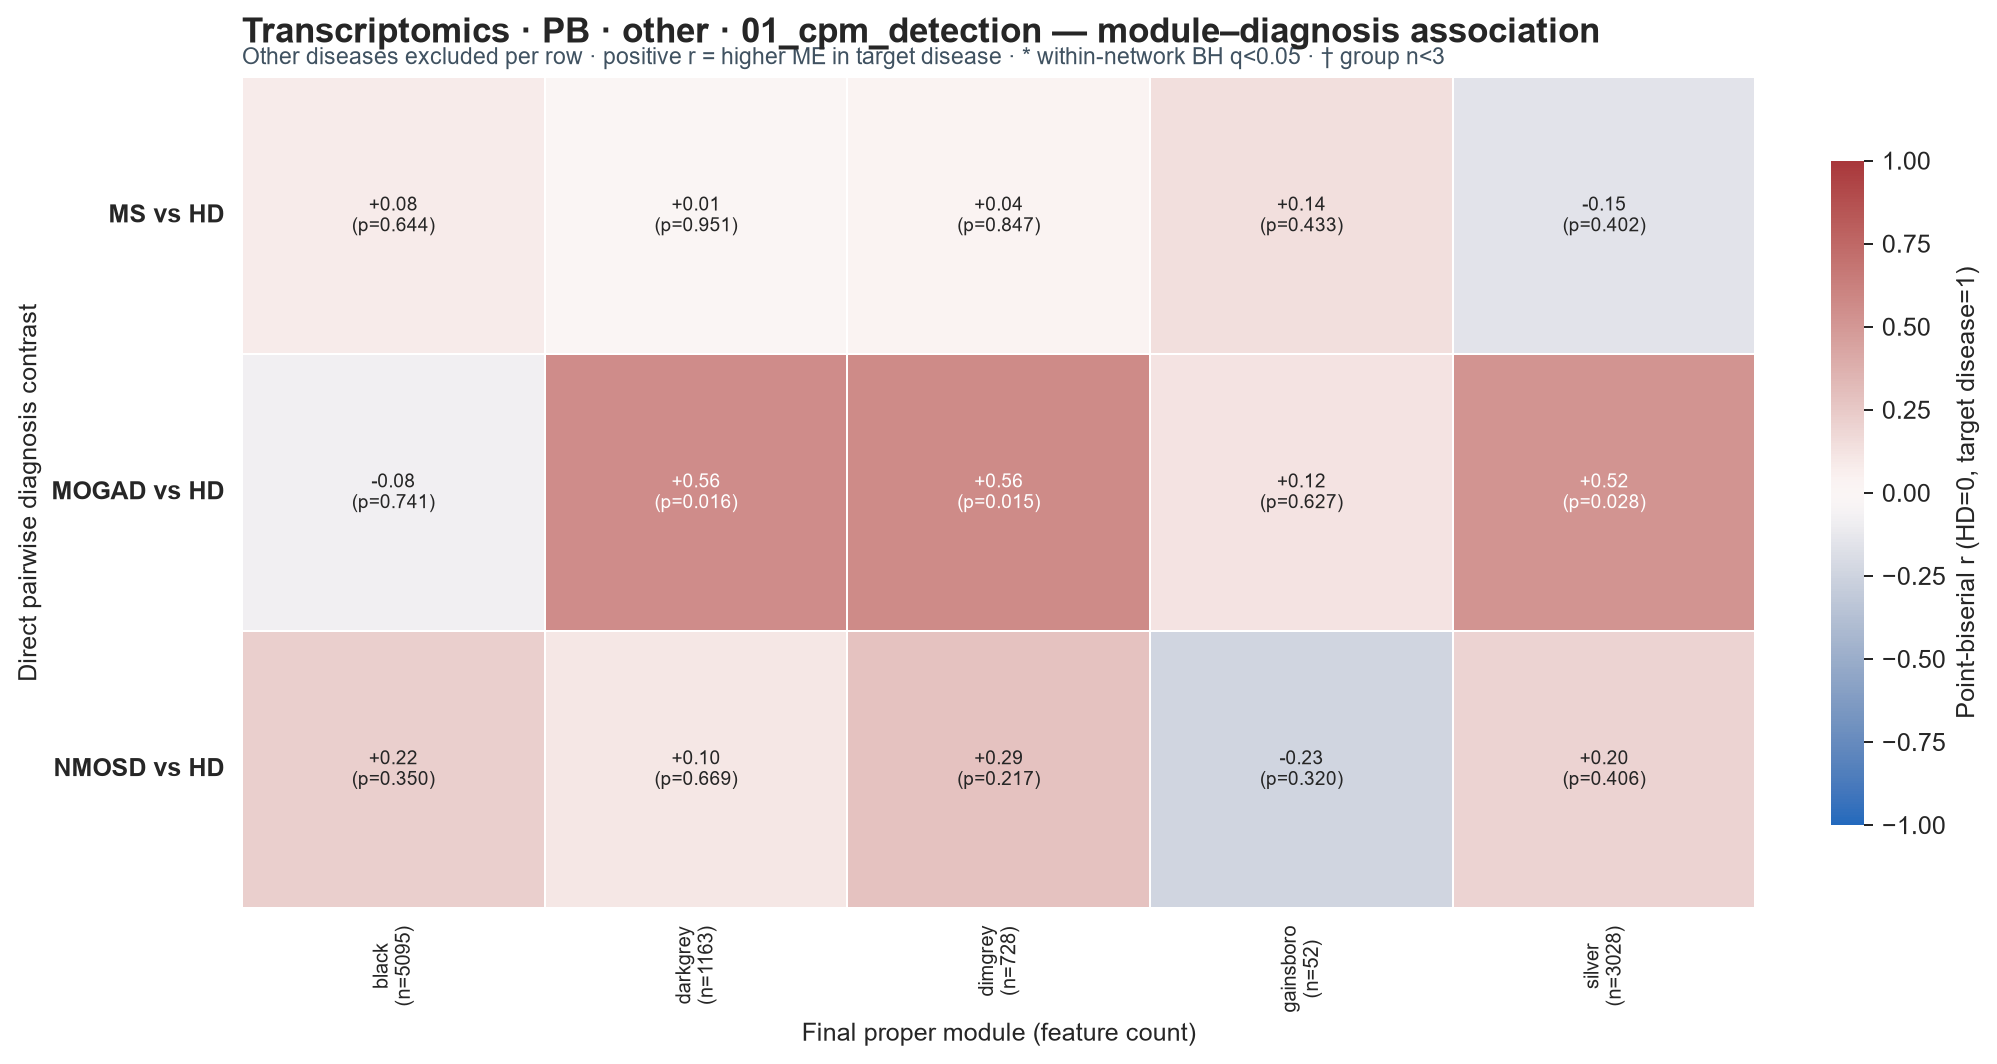 Transcriptomics · PB · other · 01_cpm_detection — module–diagnosis association
Other diseases excluded per row · positive r = higher ME in target disease · * within-network BH q<0.05 · † group n<3
Direct pairwise diagnosis contrast
MS vs HD
+0.08
(p=0.644)
+0.01
(p=0.951)
+0.04
(p=0.847)
+0.14
(p=0.433)
-0.15
(p=0.402)
MOGAD vs HD
-0.08
(p=0.741)
+0.56
(p=0.016)
+0.56
(p=0.015)
+0.12
(p=0.627)
+0.52
(p=0.028)
NMOSD vs HD
+0.22
(p=0.350)
+0.10
(p=0.669)
+0.29
(p=0.217)
-0.23
(p=0.320)
+0.20
(p=0.406)
black
(n=5095)
darkgrey
(n=1163)
dimgrey
(n=728)
gainsboro
(n=52)
silver
(n=3028)
Final proper module (feature count)
1.00
0.75
0.50
0.25
0.00
−0.25
−0.50
−0.75
−1.00
Point-biserial r (HD=0, target disease=1)